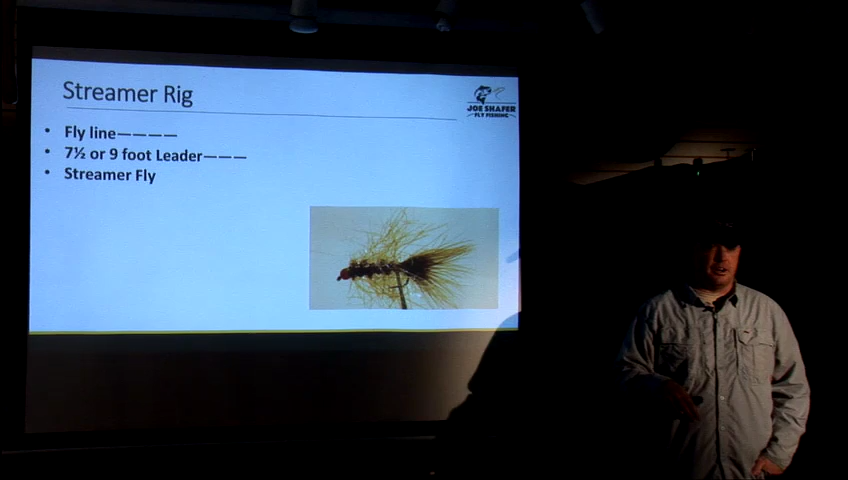 Streamer Rig
JOE SHAFER
FLY FISHING
• Fly line————
• 7½ or 9 foot Leader———
• Streamer Fly